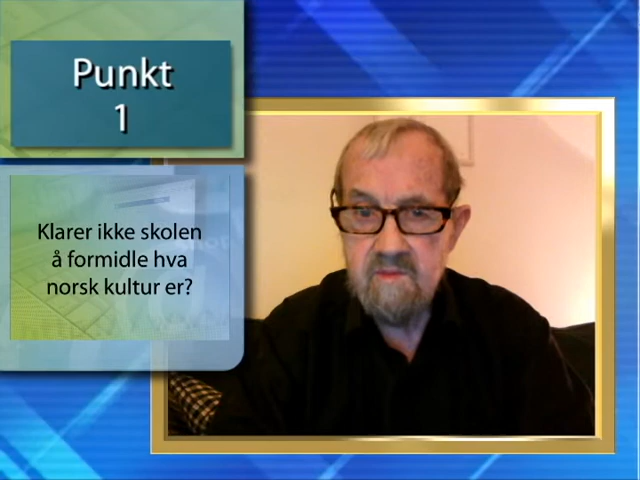 Punkt
1
Klarer ikke skolen
å formidle hva
norsk kultur er?